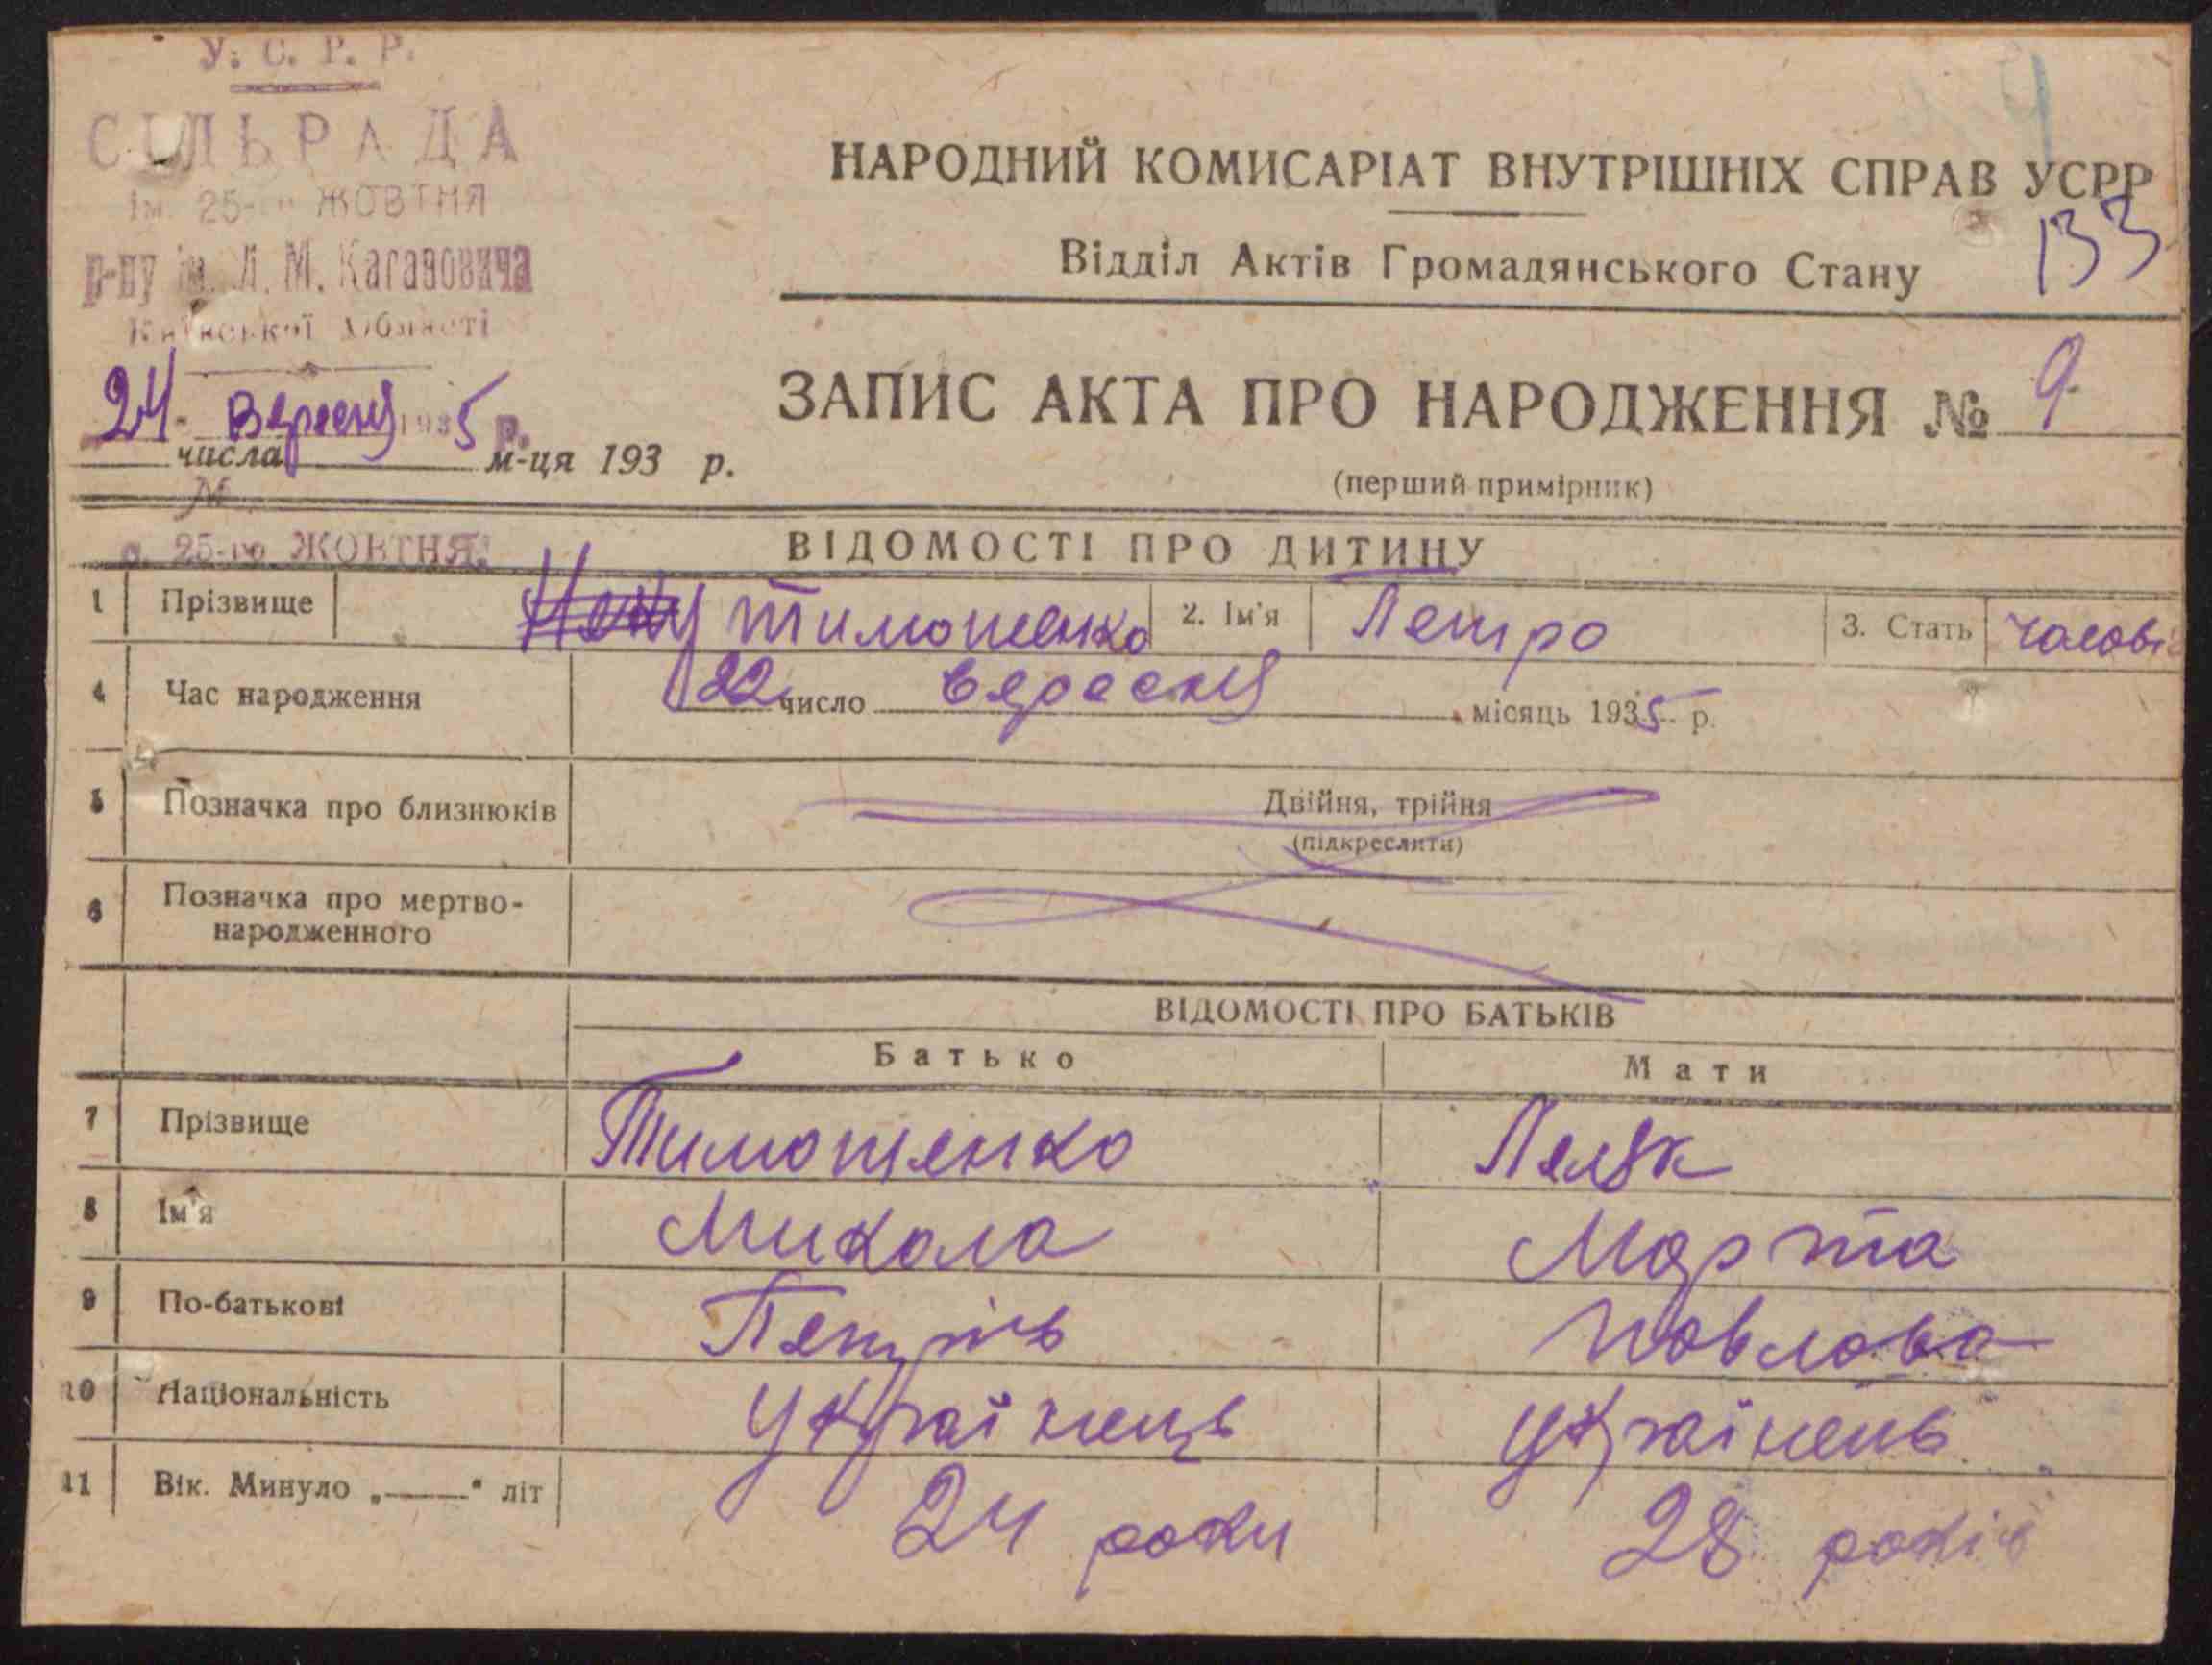 У. С. Р. Р.
СІЛЬРАДА
ім. 25- ЖОВТНЯ
р-ну ім. Л. М. Кагановича
Київської Області
24 Вересня 1935 р.
числа м-ця 193 р.
№
с. 25-го ЖОВТНЯ.
НАРОДНИЙ КОМИСАРІАТ ВНУТРІШНІХ СПРАВ УСРР
133
Відділ Актів Громадянського Стану
ЗАПИС АКТА ПРО НАРОДЖЕННЯ № 9
(перший примірник)
ВІДОМОСТІ ПРО ДИТИНУ
1 Прізвище Тимошенко 2. Ім'я Петро 3. Стать чолові
4 Час народження 22 число вересня місяць 1935 р.
5 Позначка про близнюків Двійня, трійня
(підкреслити)
6 Позначка про мертво-
народженного
ВІДОМОСТІ ПРО БАТЬКІВ
Батько Мати
7 Прізвище Тимошенко
8 Ім'я Микола Марта
9 По-батькові Петрів Павлова
10 Національність Українець Українець
11 Вік. Минуло „——" літ 24 роки 28 років